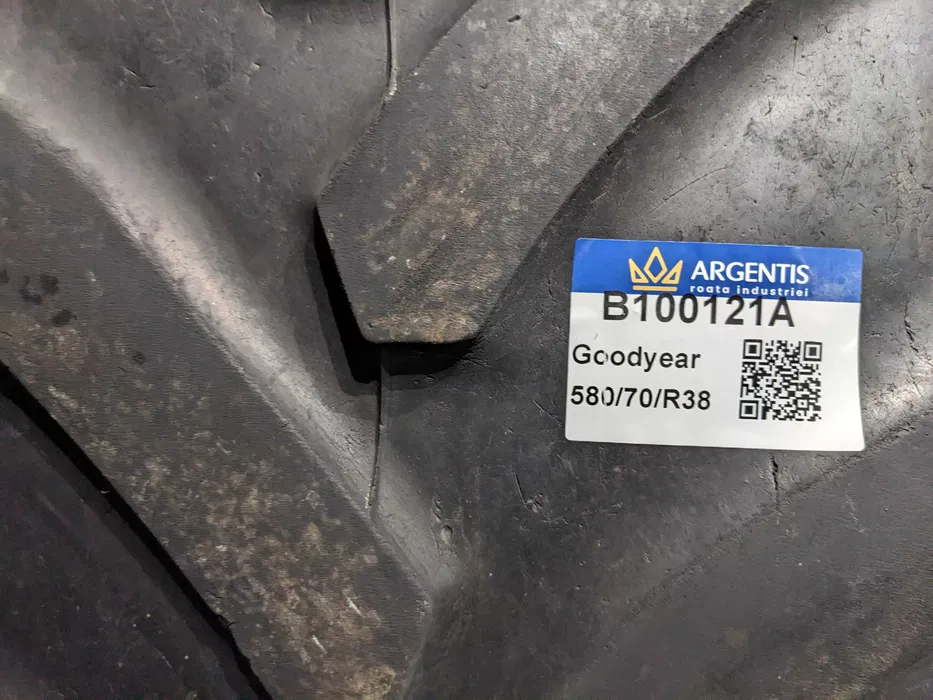 ARGENTIS
roata industriei
B100121A
Goodyear
580/70/R38